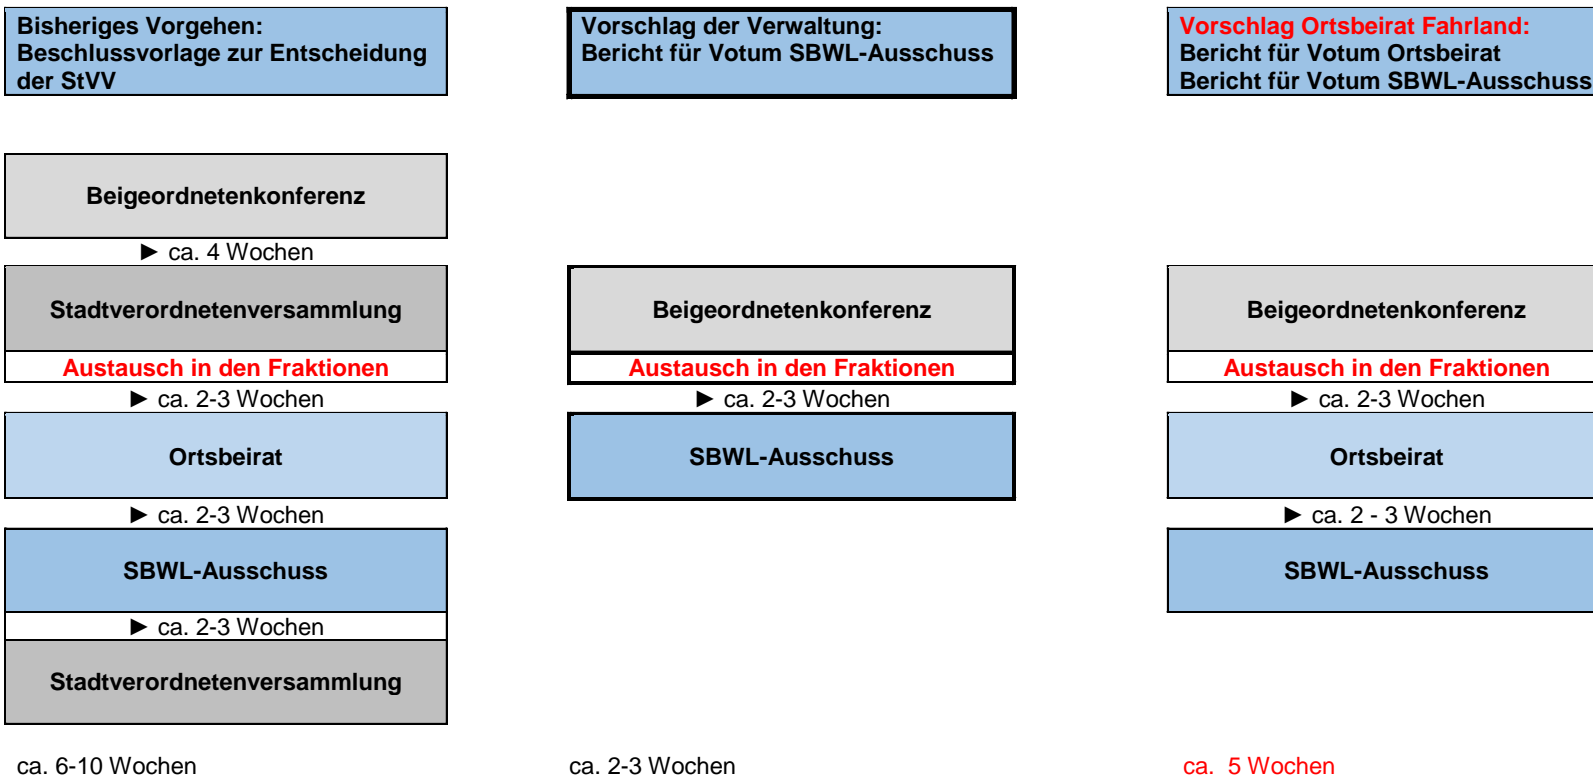 Bisheriges Vorgehen:
Beschlussvorlage zur Entscheidung
der StVV
Beigeordnetenkonferenz
► ca. 4 Wochen
Stadtverordnetenversammlung
Austausch in den Fraktionen
► ca. 2-3 Wochen
Ortsbeirat
► ca. 2-3 Wochen
SBWL-Ausschuss
► ca. 2-3 Wochen
Stadtverordnetenversammlung
ca. 6-10 Wochen
Vorschlag der Verwaltung:
Bericht für Votum SBWL-Ausschuss
Beigeordnetenkonferenz
Austausch in den Fraktionen
► ca. 2-3 Wochen
SBWL-Ausschuss
ca. 2-3 Wochen
Vorschlag Ortsbeirat Fahrland:
Bericht für Votum Ortsbeirat
Bericht für Votum SBWL-Ausschuss
Beigeordnetenkonferenz
Austausch in den Fraktionen
► ca. 2-3 Wochen
Ortsbeirat
► ca. 2 - 3 Wochen
SBWL-Ausschuss
ca. 5 Wochen